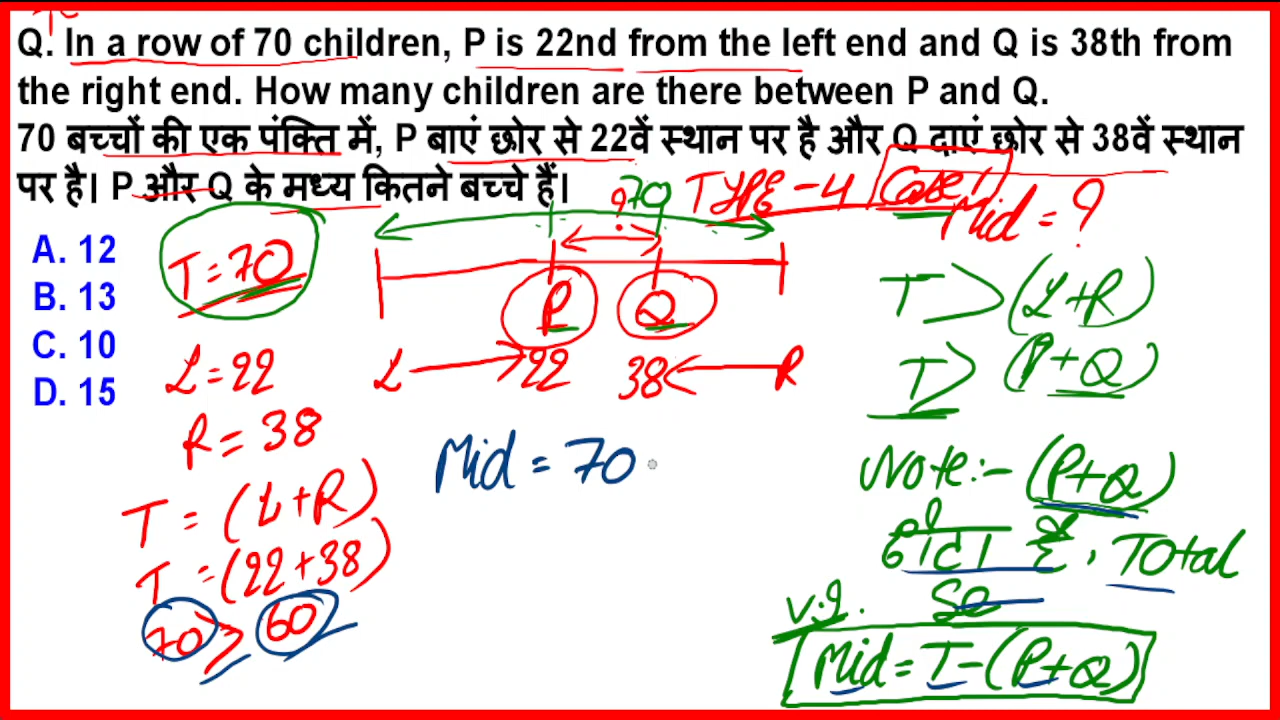 Q. In a row of 70 children, P is 22nd from the left end and Q is 38th from
the right end. How many children are there between P and Q.
70 बच्चों की एक पंक्ति में, P बाएं छोर से 22वें स्थान पर है और Q दाएं छोर से 38वें स्थान
पर है। P और Q के मध्य कितने बच्चे हैं।
A. 12
B. 13
C. 10
D. 15
T = 70
L = 22
R = 38
T = (L+R)
T = (22+38)
70 > 60
? 70
P Q
L 22 38 R
Mid = 70
TYPE - 4 Case 1
Mid = ?
T > (L+R)
T > (P+Q)
Note:- (P+Q)
Total
से
V.I.
Mid = T - (P+Q)